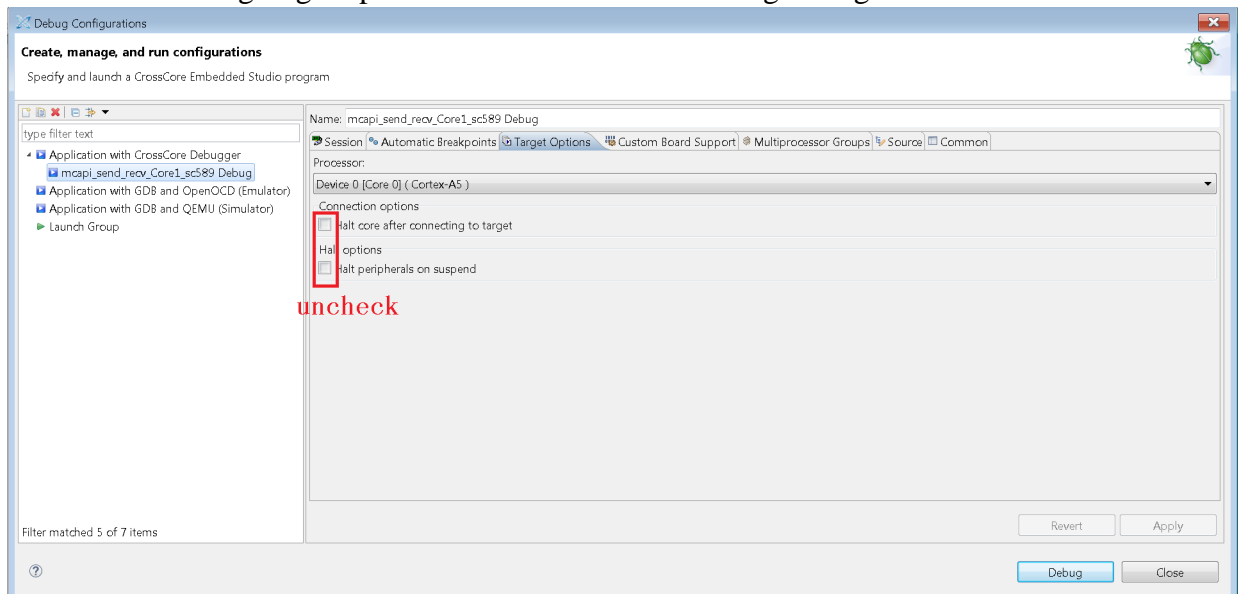 Debug Configurations
Create, manage, and run configurations
Specify and launch a CrossCore Embedded Studio program
type filter text
Application with CrossCore Debugger
mcapi_send_recv_Core1_sc589 Debug
Application with GDB and OpenOCD (Emulator)
Application with GDB and QEMU (Simulator)
Launch Group
Filter matched 5 of 7 items
Name: mcapi_send_recv_Core1_sc589 Debug
Session Automatic Breakpoints Target Options Custom Board Support Multiprocessor Groups Source Common
Processor:
Device 0 [Core 0] ( Cortex-A5 )
Connection options
Halt core after connecting to target
Halt options
Halt peripherals on suspend
uncheck
Revert Apply
Debug Close